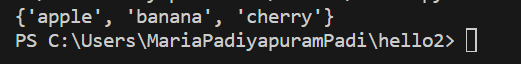 {'apple', 'banana', 'cherry'}
PS C:\Users\MariaPadiyapuramPadi\hello2>